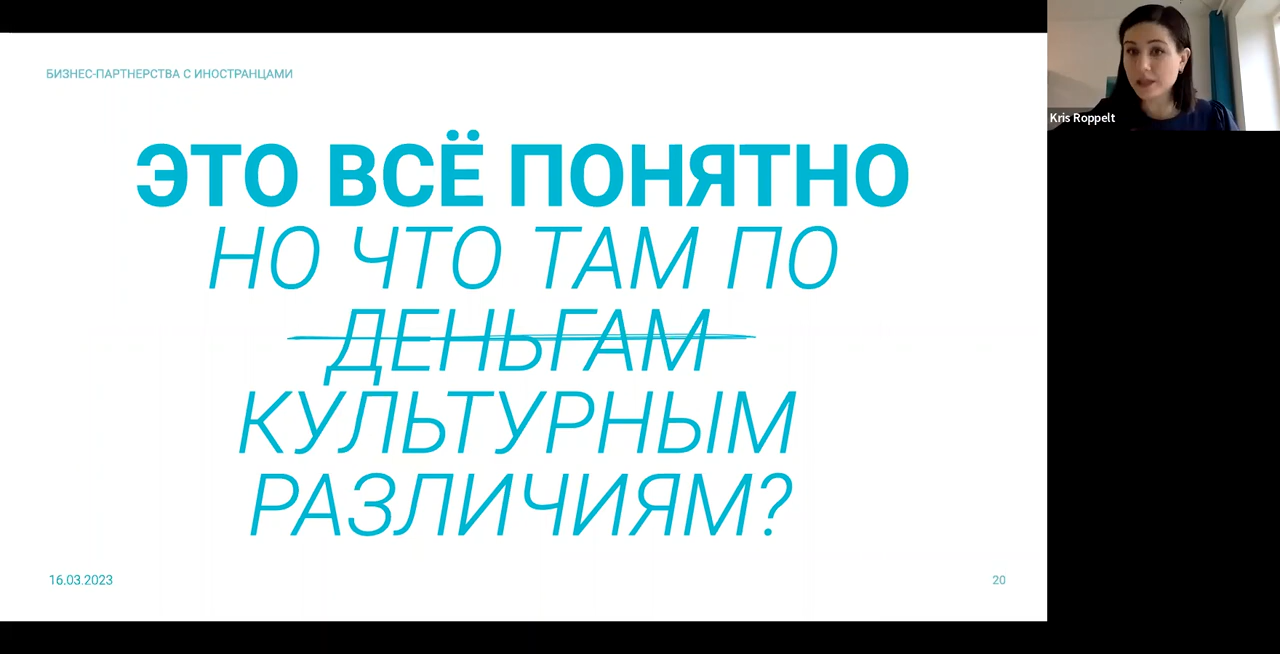 БИЗНЕС-ПАРТНЕРСТВА С ИНОСТРАНЦАМИ
ЭТО ВСЁ ПОНЯТНО
НО ЧТО ТАМ ПО
ДЕНЬГАМ
КУЛЬТУРНЫМ
РАЗЛИЧИЯМ?
16.03.2023
20
Kris Roppelt